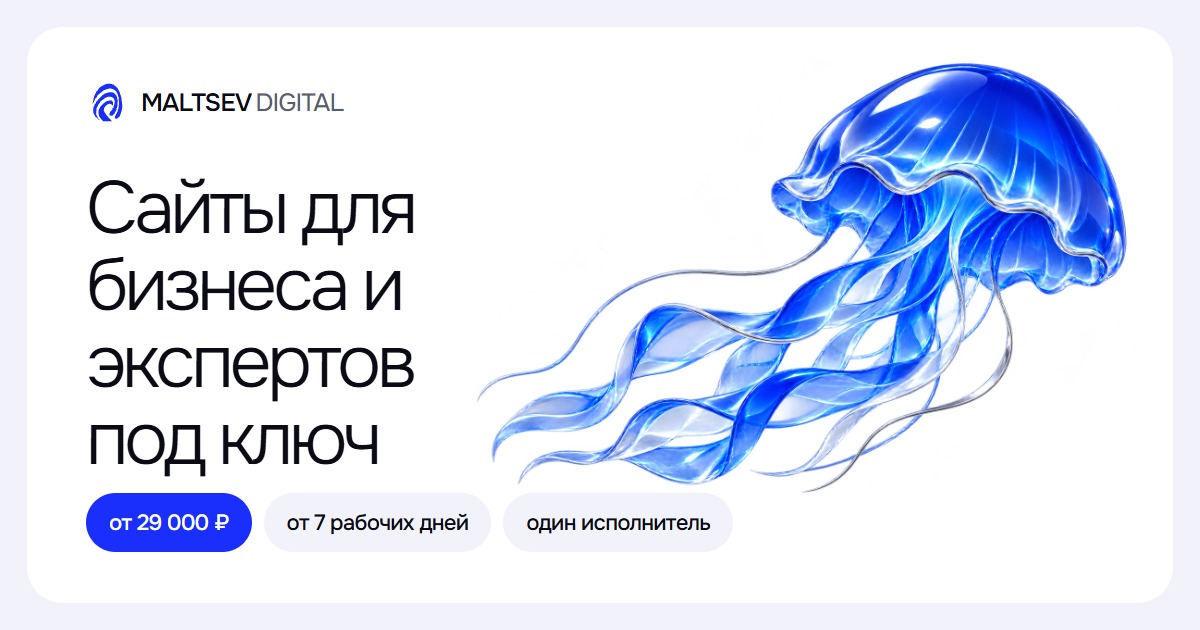 MALTSEV DIGITAL
Сайты для
бизнеса и
экспертов
под ключ
от 29 000 ₽
от 7 рабочих дней
один исполнитель